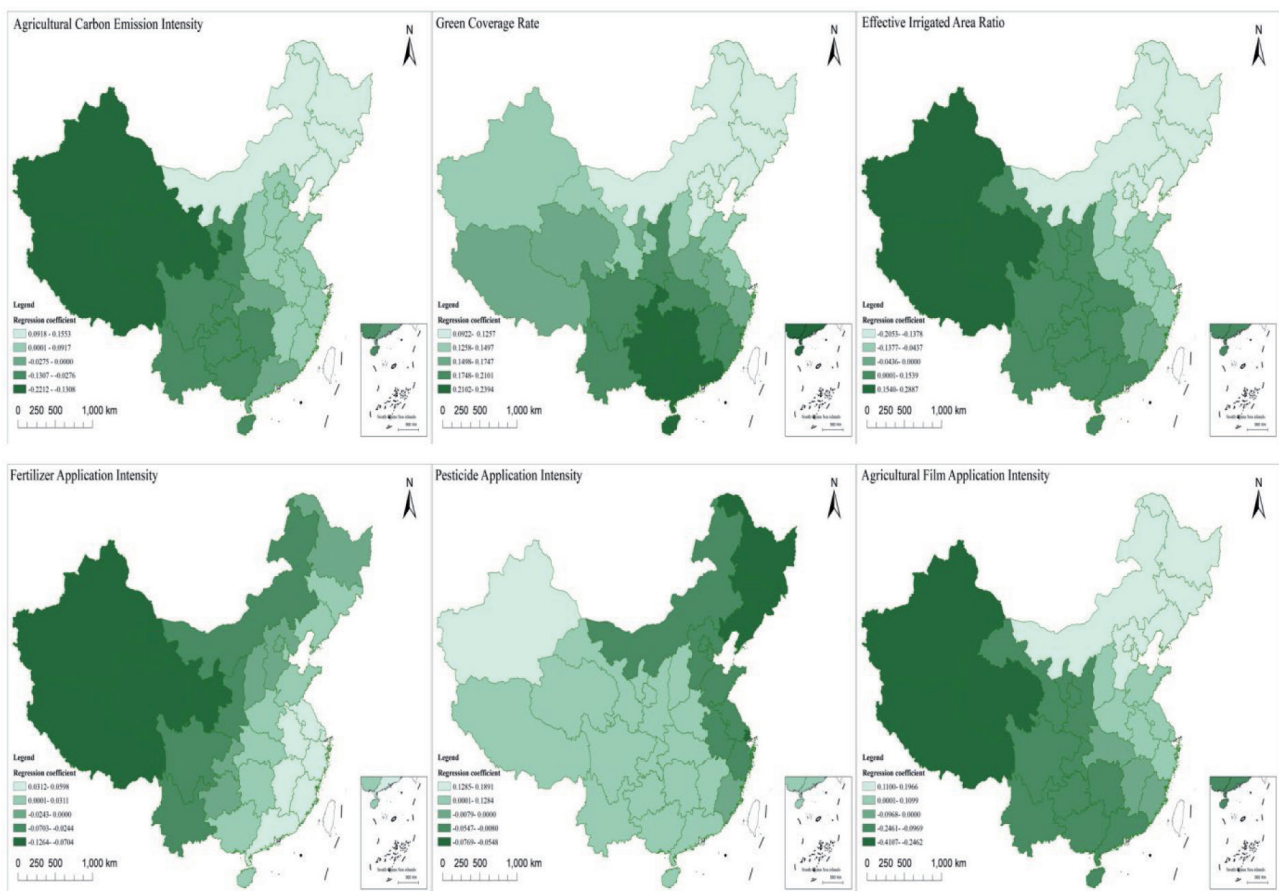 Agricultural Carbon Emission Intensity
N
Legend
Regression coefficient
0.0918 - 0.1553
0.0001 - 0.0917
-0.0275 - 0.0000
-0.1307 - -0.0276
-0.2212 - -0.1308
0 250 500 1,000 km
Green Coverage Rate
N
Legend
Regression coefficient
0.0922- 0.1257
0.1258- 0.1497
0.1498- 0.1747
0.1748- 0.2101
0.2102- 0.2394
0 250 500 1,000 km
Effective Irrigated Area Ratio
N
Legend
Regression coefficient
-0.2053- -0.1378
-0.1377- -0.0437
-0.0436- -0.0000
0.0001- 0.1539
0.1540- 0.2887
0 250 500 1,000 km
Fertilizer Application Intensity
N
Legend
Regression coefficient
0.0312- 0.0598
0.0001- 0.0311
-0.0243- 0.0000
-0.0703- -0.0244
-0.1264- -0.0704
0 250 500 1,000 km
Pesticide Application Intensity
N
Legend
Regression coefficient
0.1285- 0.1891
0.0001- 0.1284
-0.0079- 0.0000
-0.0547- -0.0080
-0.0769- -0.0548
0 250 500 1,000 km
Agricultural Film Application Intensity
N
Legend
Regression coefficient
0.1100- 0.1966
0.0001- 0.1099
-0.0968- 0.0000
-0.2461- -0.0969
-0.4107- -0.2462
0 250 500 1,000 km